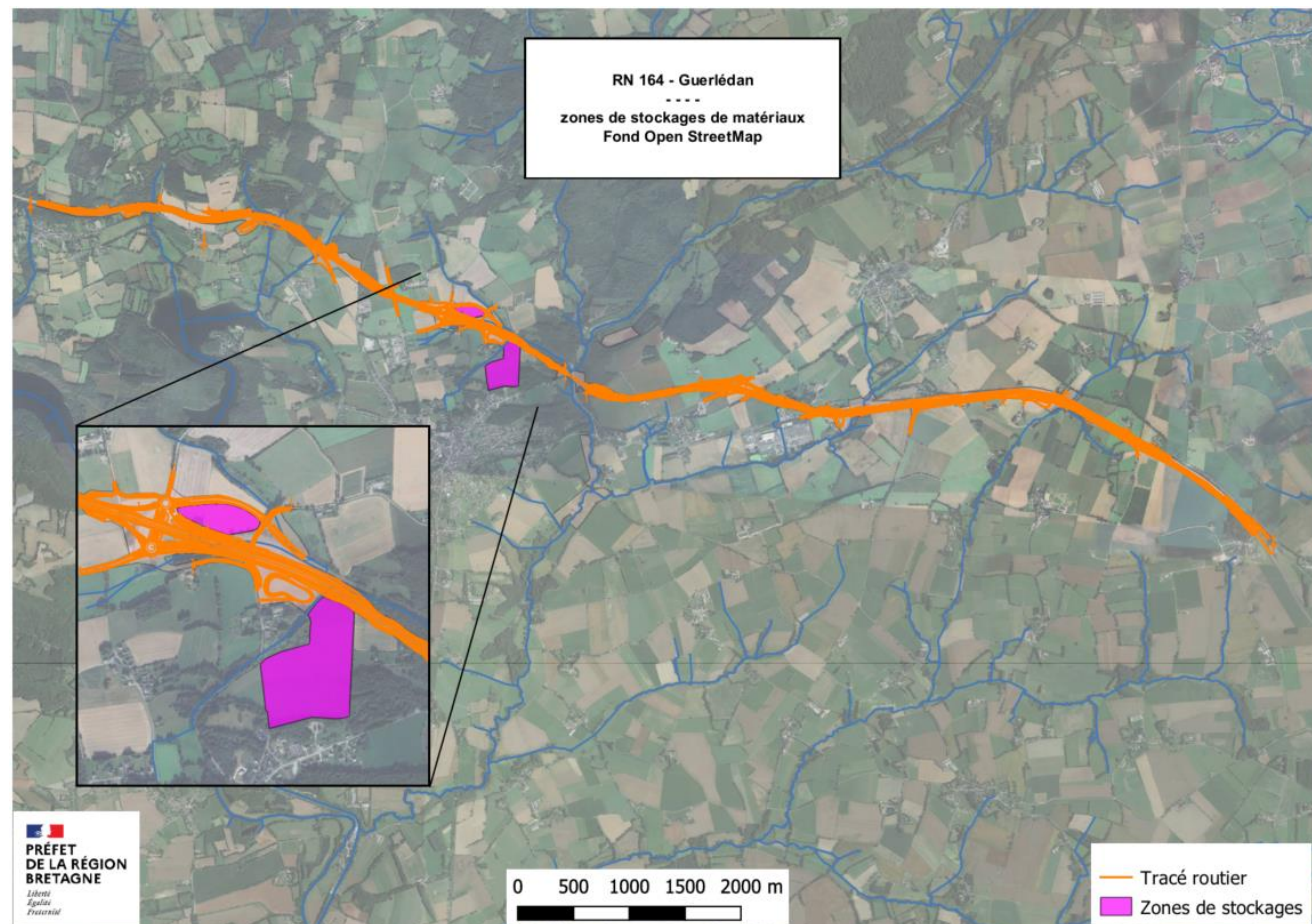 RN 164 - Guerlédan
- - - -
zones de stockages de matériaux
Fond Open StreetMap
PRÉFET
DE LA RÉGION
BRETAGNE
Liberté
Égalité
Fraternité
0 500 1000 1500 2000 m
Tracé routier
Zones de stockages